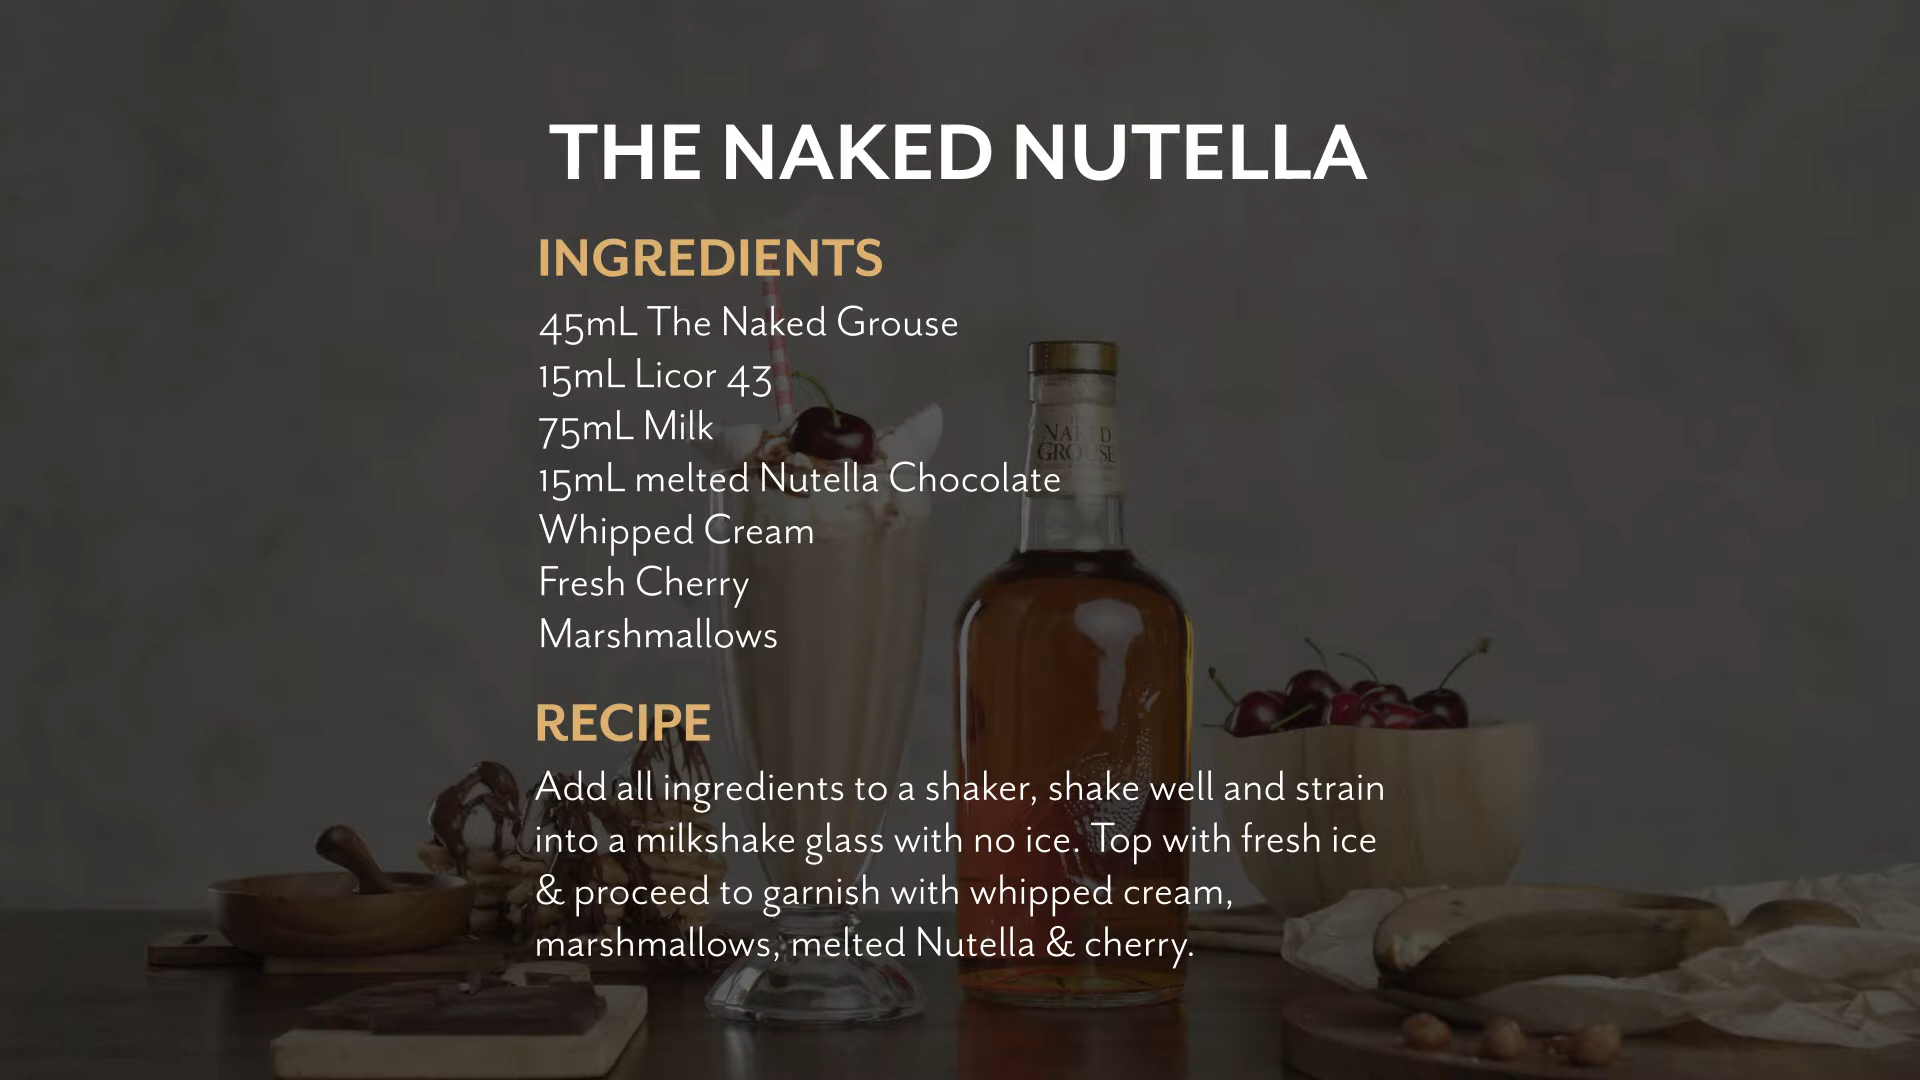 THE NAKED NUTELLA
INGREDIENTS
45mL The Naked Grouse
15mL Licor 43
75mL Milk
15mL melted Nutella Chocolate
Whipped Cream
Fresh Cherry
Marshmallows
NAKED
GROUSE
RECIPE
Add all ingredients to a shaker, shake well and strain
into a milkshake glass with no ice. Top with fresh ice
& proceed to garnish with whipped cream,
marshmallows, melted Nutella & cherry.